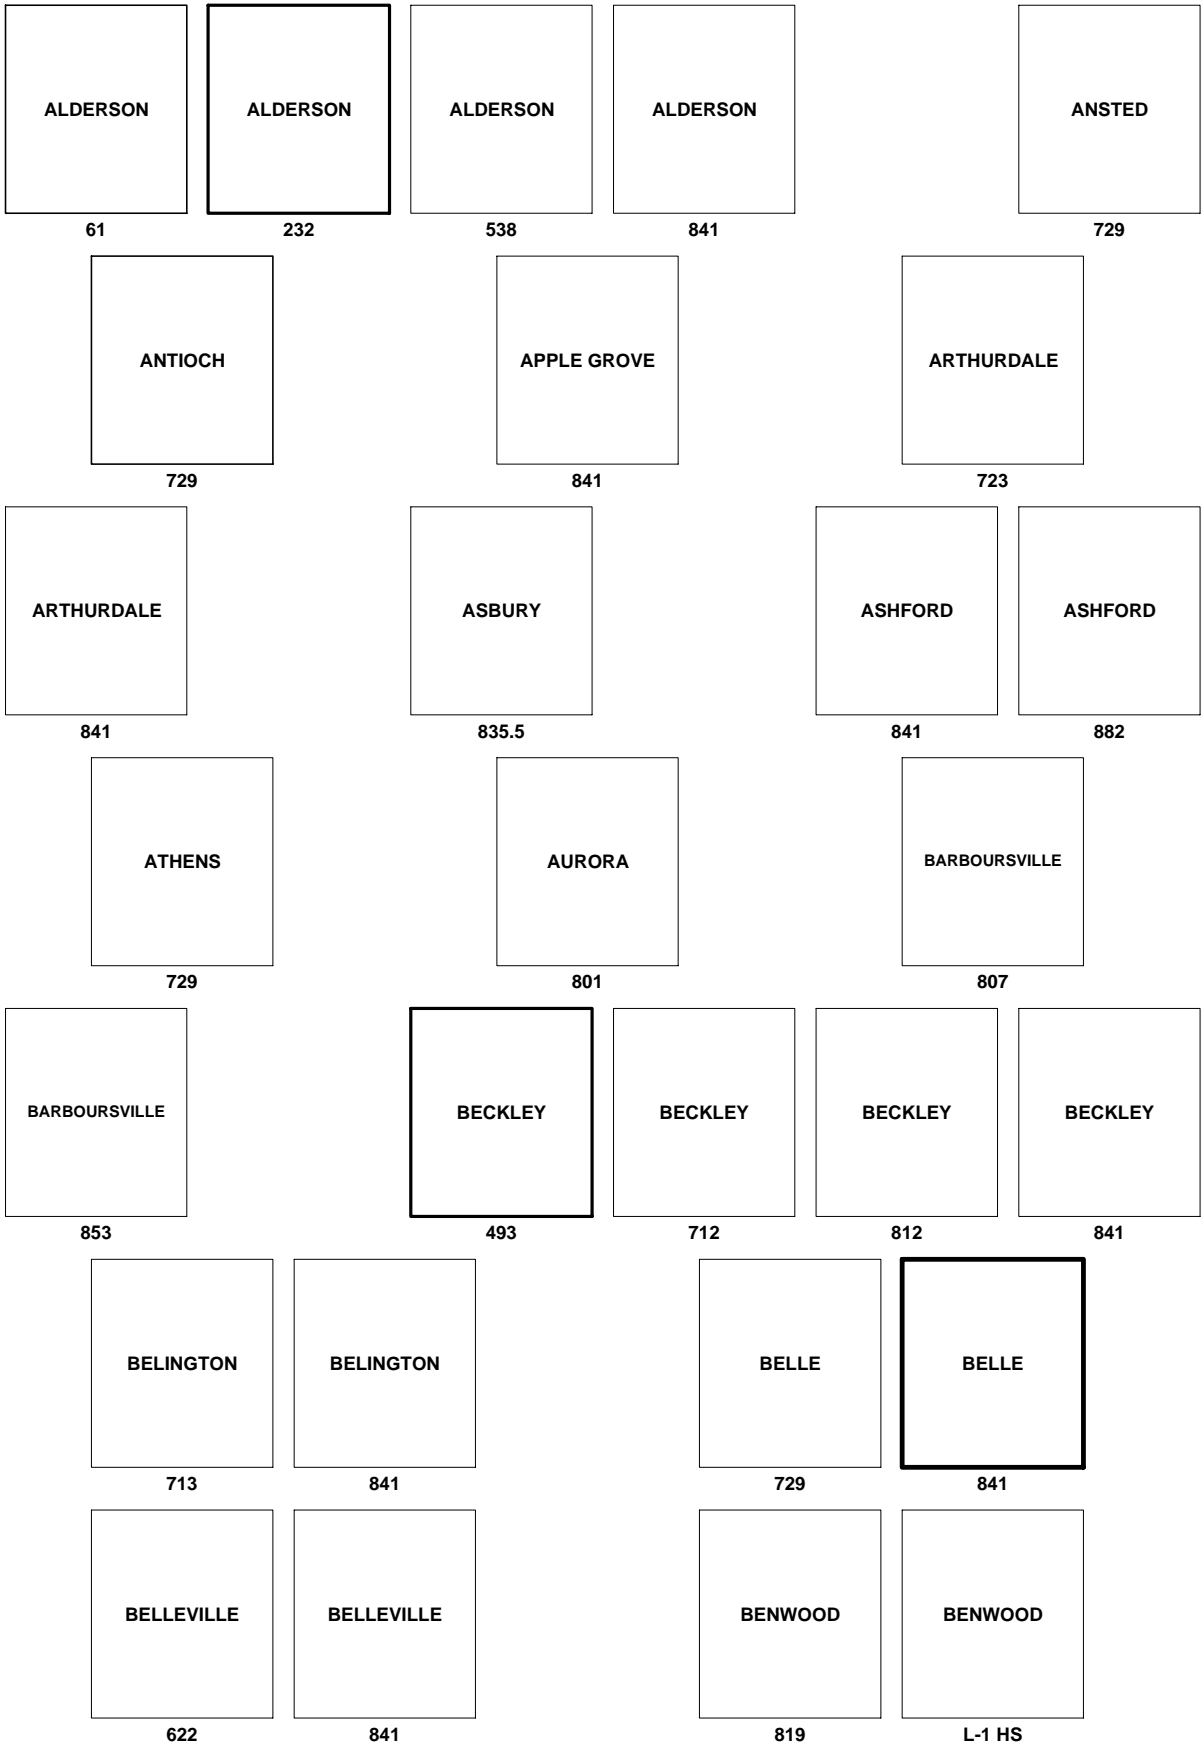 ALDERSON ALDERSON ALDERSON ALDERSON ANSTED
61 232 538 841 729
ANTIOCH APPLE GROVE ARTHURDALE
729 841 723
ARTHURDALE ASBURY ASHFORD ASHFORD
841 835.5 841 882
ATHENS AURORA BARBOURSVILLE
729 801 807
BARBOURSVILLE BECKLEY BECKLEY BECKLEY BECKLEY
853 493 712 812 841
BELINGTON BELINGTON BELLE BELLE
713 841 729 841
BELLEVILLE BELLEVILLE BENWOOD BENWOOD
622 841 819 L-1 HS